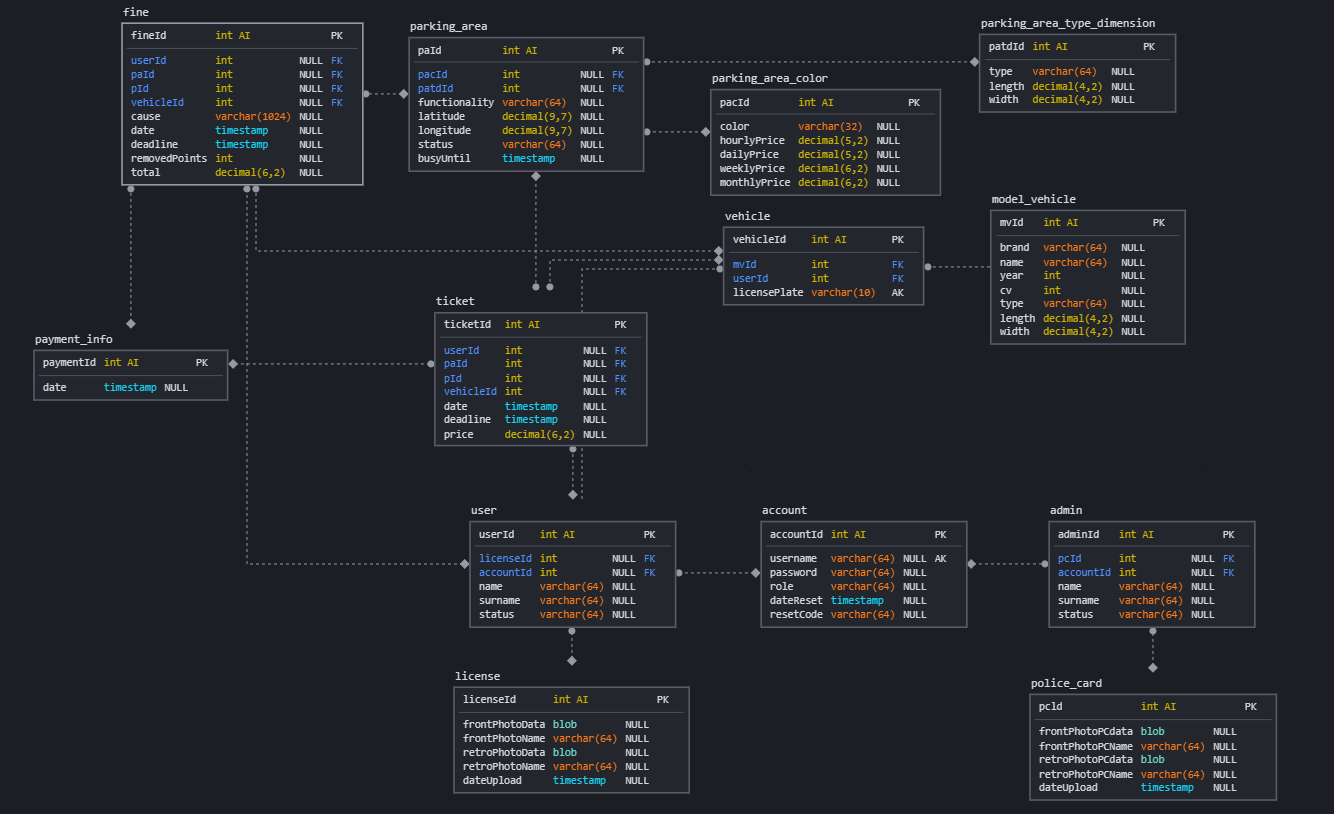 fine
fineId int AI PK
userId int NULL FK
paId int NULL FK
pId int NULL FK
vehicleId int NULL FK
cause varchar(1024) NULL
date timestamp NULL
deadline timestamp NULL
removedPoints int NULL
total decimal(6,2) NULL
parking_area
paId int AI PK
pacId int NULL FK
patdId int NULL FK
functionality varchar(64) NULL
latitude decimal(9,7) NULL
longitude decimal(9,7) NULL
status varchar(64) NULL
busyUntil timestamp NULL
parking_area_type_dimension
patdId int AI PK
type varchar(64) NULL
length decimal(4,2) NULL
width decimal(4,2) NULL
parking_area_color
pacId int AI PK
color varchar(32) NULL
hourlyPrice decimal(5,2) NULL
dailyPrice decimal(5,2) NULL
weeklyPrice decimal(6,2) NULL
monthlyPrice decimal(6,2) NULL
vehicle
vehicleId int AI PK
mvId int FK
userId int FK
licensePlate varchar(10) AK
model_vehicle
mvId int AI PK
brand varchar(64) NULL
name varchar(64) NULL
year int NULL
cv int NULL
type varchar(64) NULL
length decimal(4,2) NULL
width decimal(4,2) NULL
ticket
ticketId int AI PK
userId int NULL FK
paId int NULL FK
pId int NULL FK
vehicleId int NULL FK
date timestamp NULL
deadline timestamp NULL
price decimal(6,2) NULL
payment_info
paymentId int AI PK
date timestamp NULL
user
userId int AI PK
licenseId int NULL FK
accountId int NULL FK
name varchar(64) NULL
surname varchar(64) NULL
status varchar(64) NULL
account
accountId int AI PK
username varchar(64) NULL AK
password varchar(64) NULL
role varchar(64) NULL
dateReset timestamp NULL
resetCode varchar(64) NULL
admin
adminId int AI PK
pcId int NULL FK
accountId int NULL FK
name varchar(64) NULL
surname varchar(64) NULL
status varchar(64) NULL
license
licenseId int AI PK
frontPhotoData blob NULL
frontPhotoName varchar(64) NULL
retroPhotoData blob NULL
retroPhotoName varchar(64) NULL
dateUpload timestamp NULL
police_card
pcld int AI PK
frontPhotoPCdata blob NULL
frontPhotoPCName varchar(64) NULL
retroPhotoPCdata blob NULL
retroPhotoPCName varchar(64) NULL
dateUpload timestamp NULL